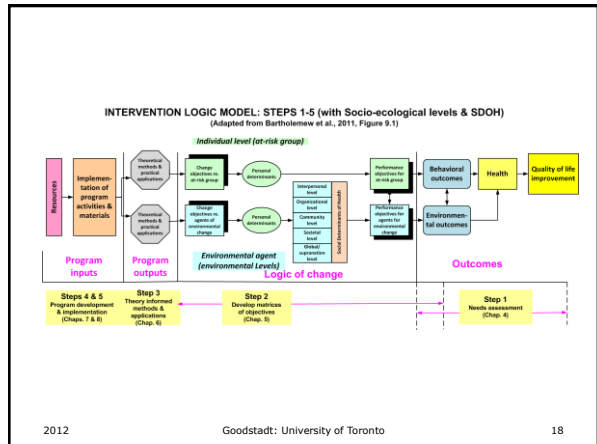 INTERVENTION LOGIC MODEL: STEPS 1-5 (with Socio-ecological levels & SDOH)
(Adapted from Bartholemew et al., 2011, Figure 9.1)
Individual level (at-risk group)
Resources
Implemen-
tation of
program
activities &
materials
Theoretical
methods &
practical
applications
Change
objectives re.
at-risk group
Personal
determinants
Performance
objectives for
at-risk group
Behavioral
outcomes
Health
Quality of life
improvement
Theoretical
methods &
practical
applications
Change
objectives re.
agents of
environmental
change
Personal
determinants
Interpersonal
level
Organizational
level
Community
level
Societal
level
Global/
supranation
level
Social Determinants of Health
Performance
objectives for
agents for
environmental
change
Environmen-
tal outcomes
Environmental agent
(environmental Levels)
Program
inputs
Program
outputs
Logic of change
Outcomes
Steps 4 & 5
Program development
& implementation
(Chaps. 7 & 8)
Step 3
Theory informed
methods &
applications
(Chap. 6)
Step 2
Develop matrices
of objectives
(Chap. 5)
Step 1
Needs assessment
(Chap. 4)
2012
Goodstadt: University of Toronto
18